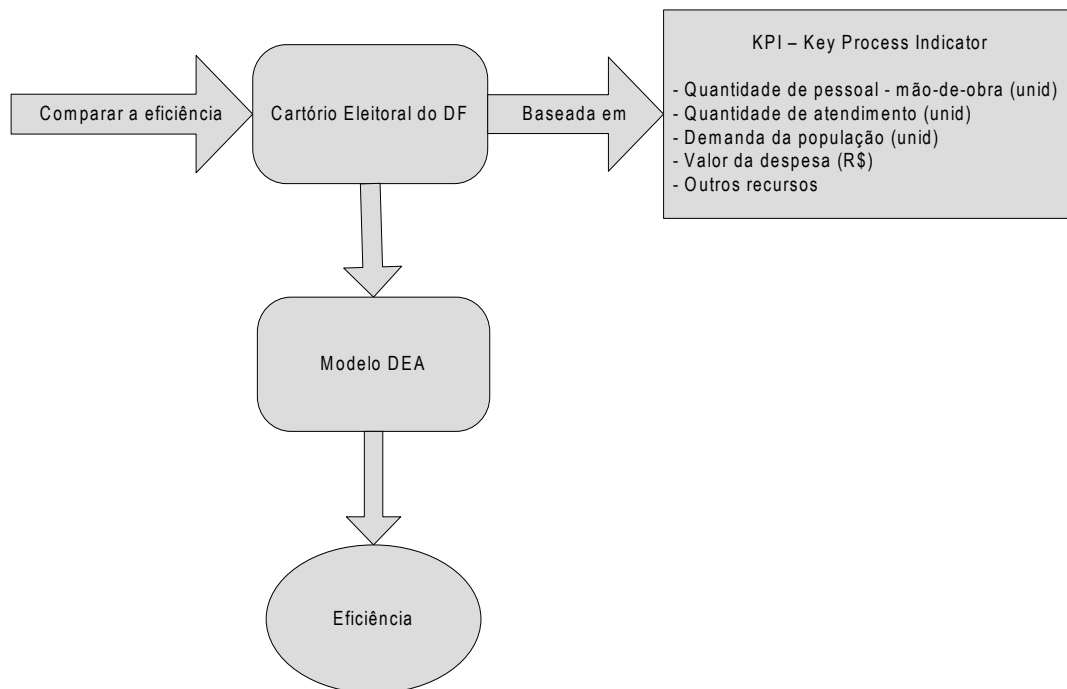 Comparar a eficiência
Cartório Eleitoral do DF
Baseada em
KPI – Key Process Indicator
- Quantidade de pessoal - mão-de-obra (unid)
- Quantidade de atendimento (unid)
- Demanda da população (unid)
- Valor da despesa (R$)
- Outros recursos
Modelo DEA
Eficiência